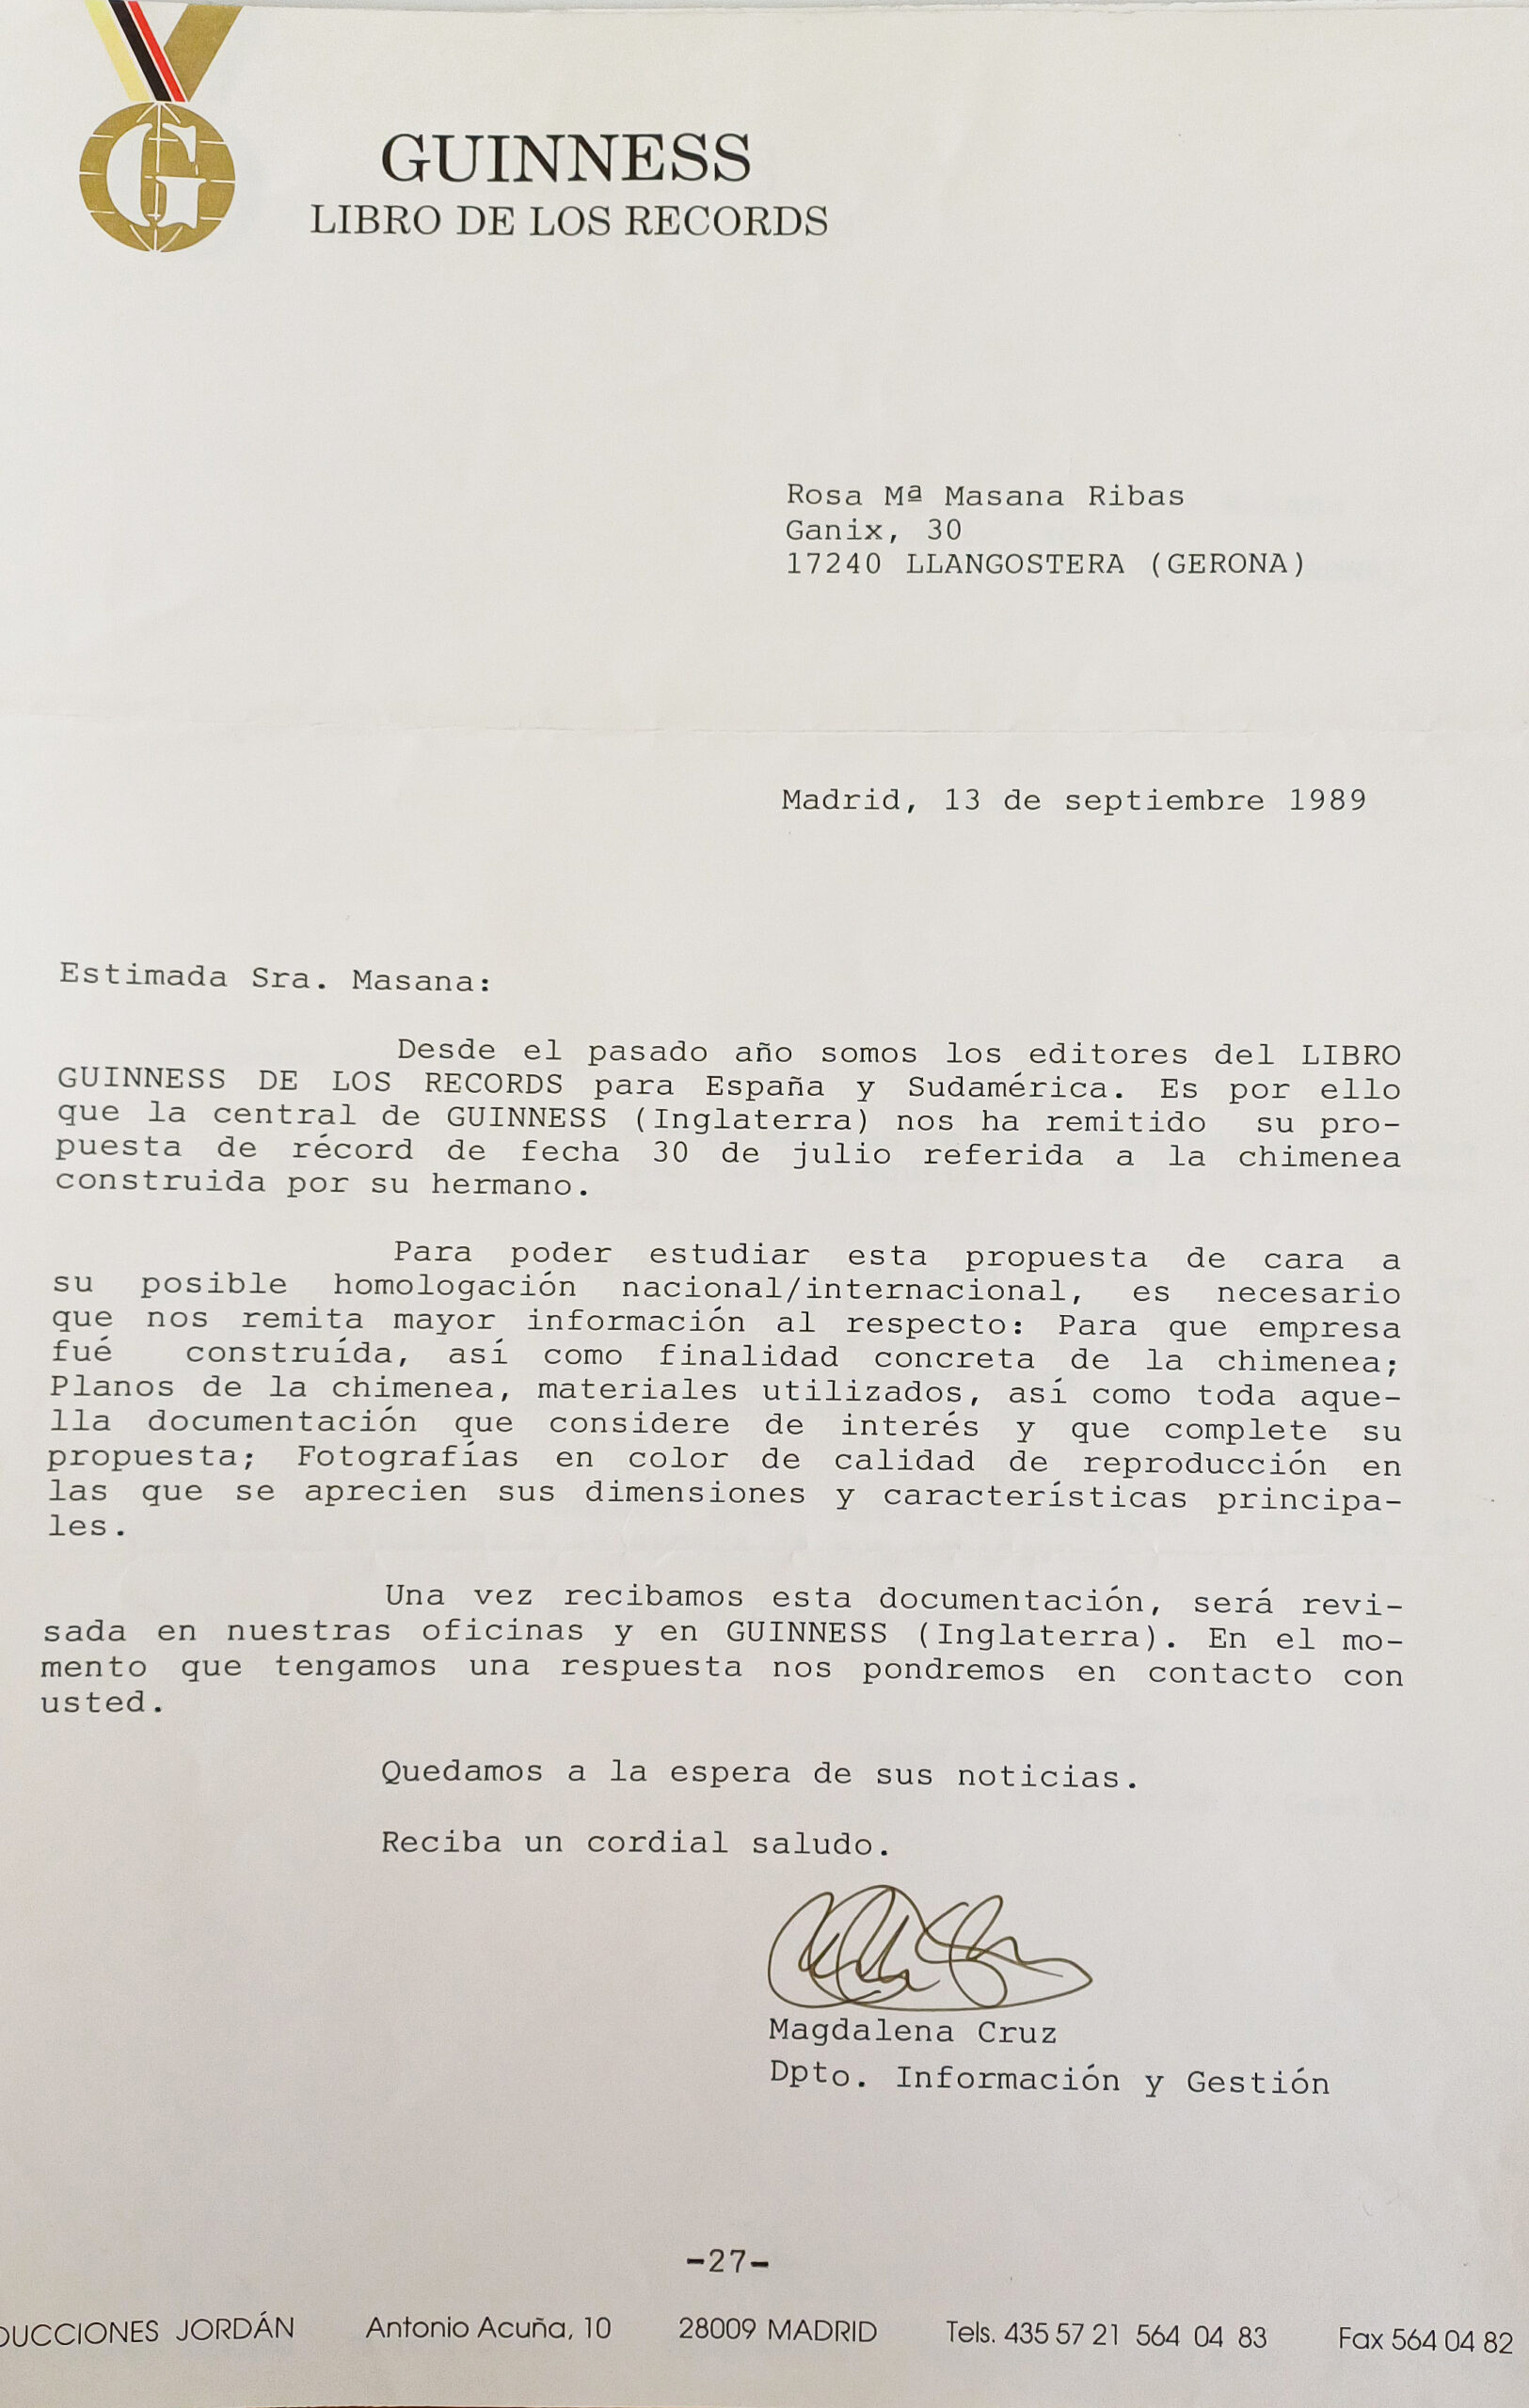 GUINNESS
LIBRO DE LOS RECORDS
Rosa Mª Masana Ribas
Ganix, 30
17240 LLANGOSTERA (GERONA)
Madrid, 13 de septiembre 1989
Estimada Sra. Masana:
Desde el pasado año somos los editores del LIBRO
GUINNESS DE LOS RECORDS para España y Sudamérica. Es por ello
que la central de GUINNESS (Inglaterra) nos ha remitido su pro-
puesta de récord de fecha 30 de julio referida a la chimenea
construida por su hermano.
Para poder estudiar esta propuesta de cara a
su posible homologación nacional/internacional, es necesario
que nos remita mayor información al respecto: Para que empresa
fué construída, así como finalidad concreta de la chimenea;
Planos de la chimenea, materiales utilizados, así como toda aque-
lla documentación que considere de interés y que complete su
propuesta; Fotografías en color de calidad de reproducción en
las que se aprecien sus dimensiones y características principa-
les.
Una vez recibamos esta documentación, será revi-
sada en nuestras oficinas y en GUINNESS (Inglaterra). En el mo-
mento que tengamos una respuesta nos pondremos en contacto con
usted.
Quedamos a la espera de sus noticias.
Reciba un cordial saludo.
Magdalena Cruz
Dpto. Información y Gestión
-27-
DUCCIONES JORDÁN Antonio Acuña, 10 28009 MADRID Tels. 435 57 21 564 04 83 Fax 564 04 82